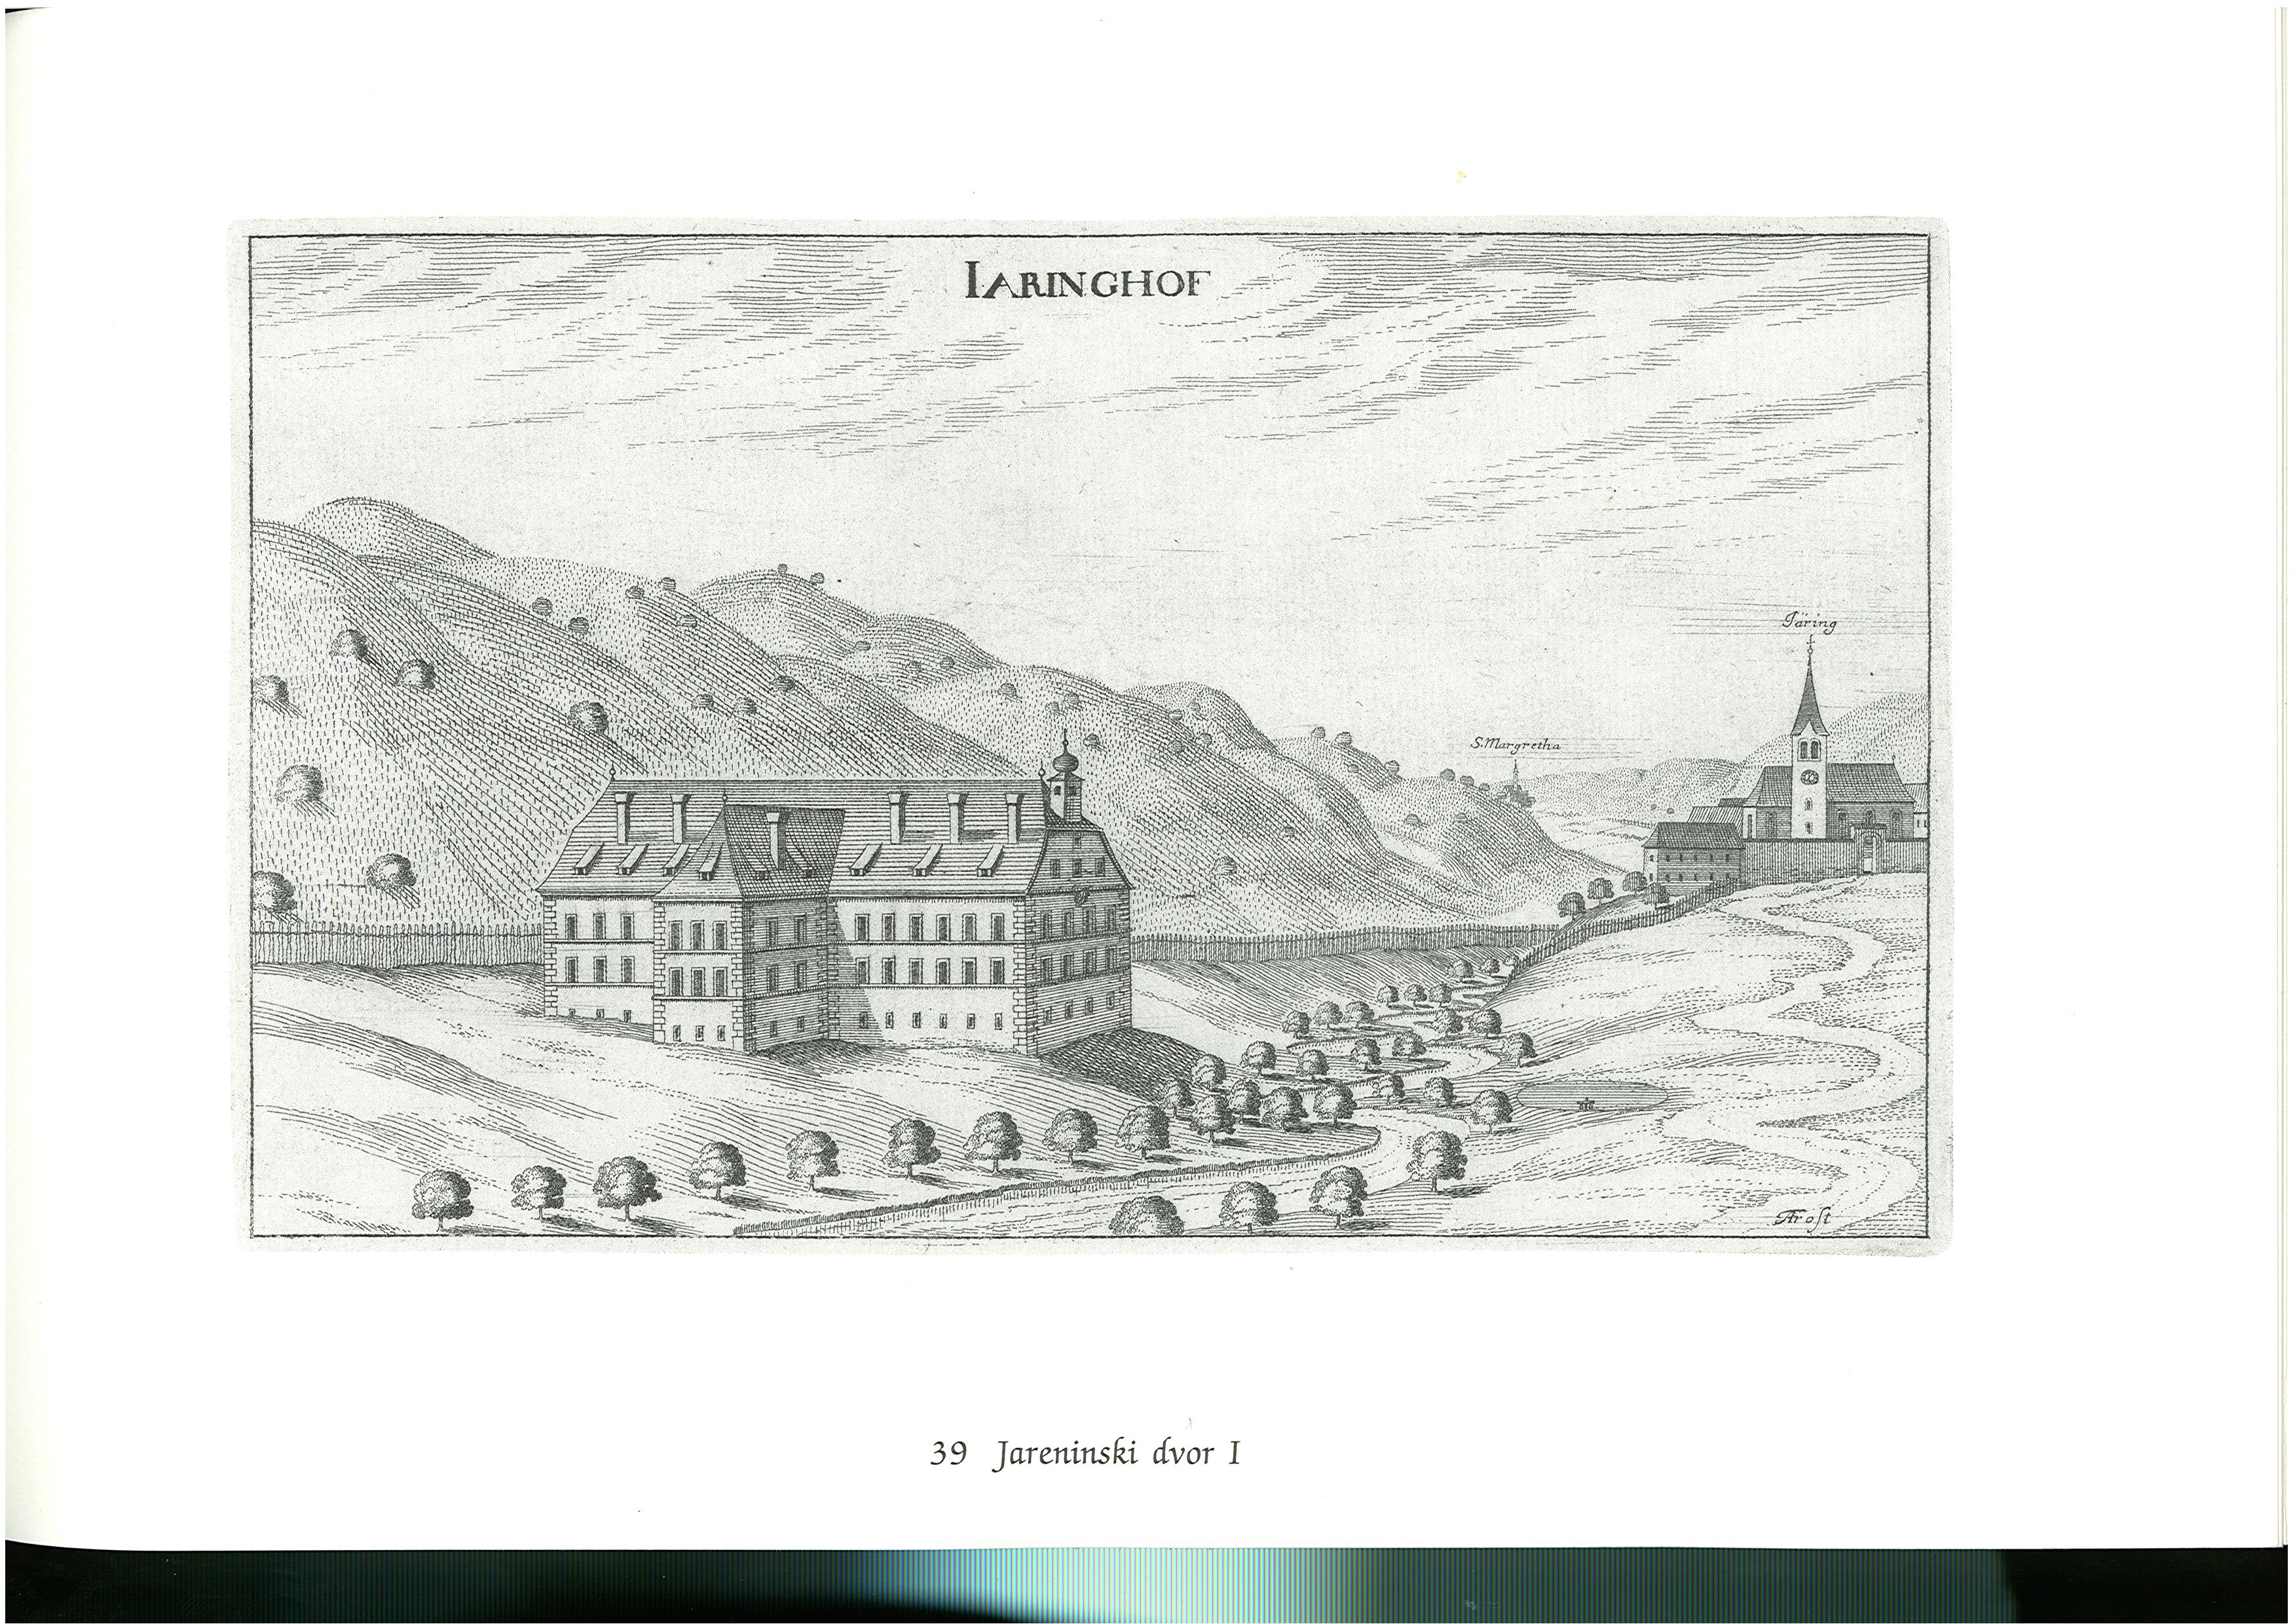 IARINGHOF
Järing
S. Margretha
Trost
39 Jareninski dvor I